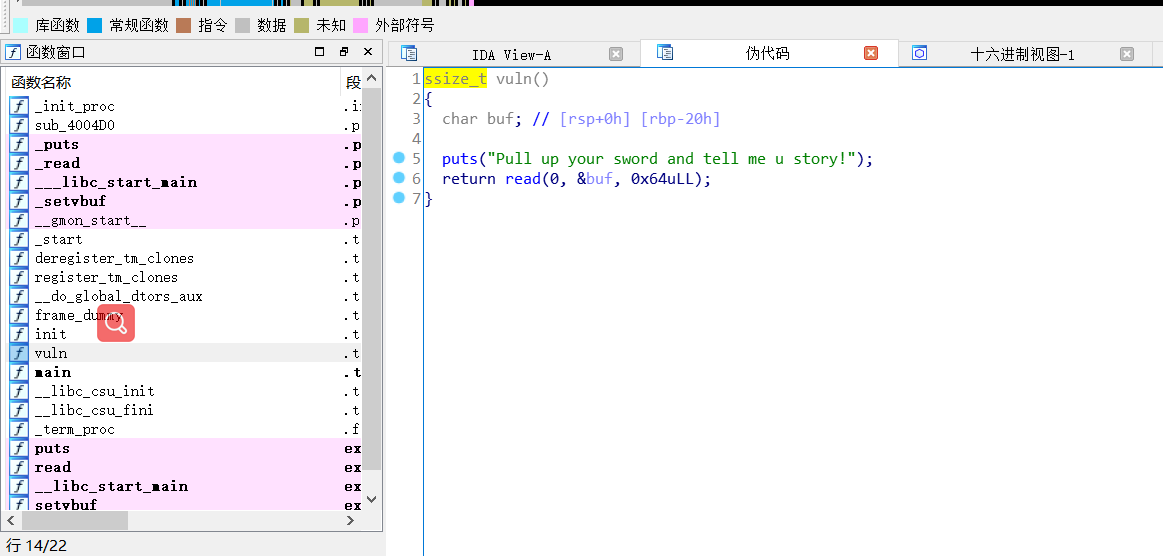 库函数 常规函数 指令 数据 未知 外部符号
函数窗口
IDA View-A 伪代码 十六进制视图-1
函数名称 段
_init_proc .i
sub_4004D0 .p
_puts .p
_read .p
___libc_start_main .p
_setvbuf .p
__gmon_start__ .p
_start .t
deregister_tm_clones .t
register_tm_clones .t
__do_global_dtors_aux .t
frame_dummy .t
init .t
vuln .t
main .t
__libc_csu_init .t
__libc_csu_fini .t
_term_proc .f
puts ex
read ex
__libc_start_main ex
setvbuf ex
行 14/22
1 ssize_t vuln()
2 {
3 char buf; // [rsp+0h] [rbp-20h]
4
5 puts("Pull up your sword and tell me u story!");
6 return read(0, &buf, 0x64uLL);
7 }